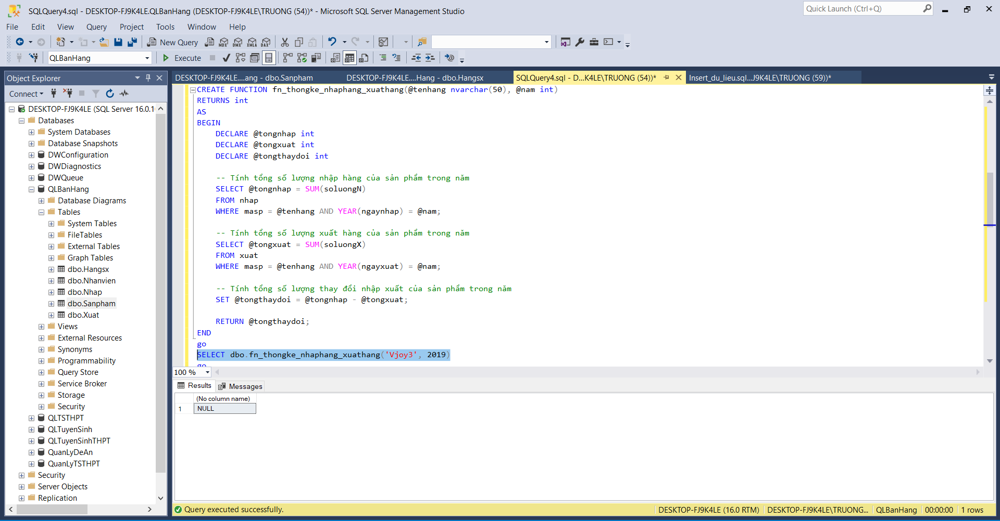 SQLQuery4.sql - DESKTOP-FJ9K4LE.QLBanHang (DESKTOP-FJ9K4LE\TRUONG (54))* - Microsoft SQL Server Management Studio
Quick Launch (Ctrl+Q)
File Edit View Query Project Tools Window Help
New Query MDX DMX XMLA DAX
QLBanHang Execute
Object Explorer
Connect
DESKTOP-FJ9K4LE (SQL Server 16.0.1
Databases
System Databases
Database Snapshots
DWConfiguration
DWDiagnostics
DWQueue
QLBanHang
Database Diagrams
Tables
System Tables
FileTables
External Tables
Graph Tables
dbo.Hangsx
dbo.Nhanvien
dbo.Nhap
dbo.Sanpham
dbo.Xuat
Views
External Resources
Synonyms
Programmability
Query Store
Service Broker
Storage
Security
QLTSTHPT
QLTuyenSinh
QLTuyenSinhTHPT
QuanLyDeAn
QuanLyTSTHPT
Security
Server Objects
Replication
DESKTOP-FJ9K4LE....ang - dbo.Sanpham DESKTOP-FJ9K4LE....Hang - dbo.Hangsx SQLQuery4.sql - D...K4LE\TRUONG (54))* Insert_du_lieu.sql...J9K4LE\TRUONG (59))*
CREATE FUNCTION fn_thongke_nhaphang_xuathang(@tenhang nvarchar(50), @nam int)
RETURNS int
AS
BEGIN
DECLARE @tongnhap int
DECLARE @tongxuat int
DECLARE @tongthaydoi int
-- Tính tổng số lượng nhập hàng của sản phẩm trong năm
SELECT @tongnhap = SUM(soluongN)
FROM nhap
WHERE masp = @tenhang AND YEAR(ngaynhap) = @nam;
-- Tính tổng số lượng xuất hàng của sản phẩm trong năm
SELECT @tongxuat = SUM(soluongX)
FROM xuat
WHERE masp = @tenhang AND YEAR(ngayxuat) = @nam;
-- Tính tổng số lượng thay đổi nhập xuất của sản phẩm trong năm
SET @tongthaydoi = @tongnhap - @tongxuat;
RETURN @tongthaydoi;
END
go
SELECT dbo.fn_thongke_nhaphang_xuathang('Vjoy3', 2019)
go
100 %
Results Messages
(No column name)
1 NULL
Query executed successfully. DESKTOP-FJ9K4LE (16.0 RTM) DESKTOP-FJ9K4LE\TRUONG... QLBanHang 00:00:00 1 rows